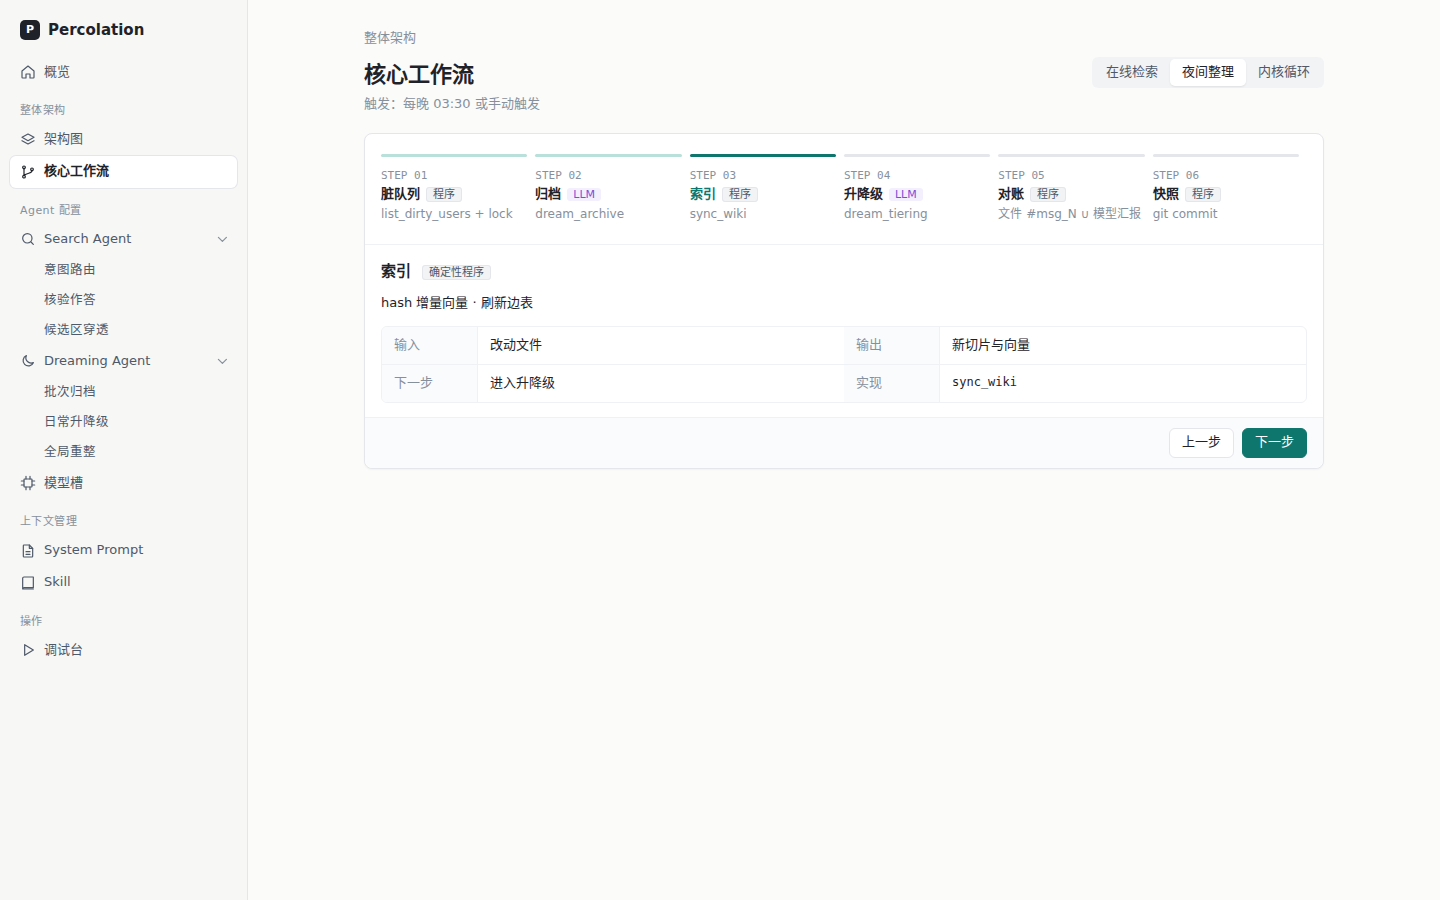 P Percolation
概览
整体架构
架构图
核心工作流
Agent 配置
Search Agent
意图路由
核验作答
候选区穿透
Dreaming Agent
批次归档
日常升降级
全局重整
模型槽
上下文管理
System Prompt
Skill
操作
调试台
整体架构
核心工作流
触发：每晚 03:30 或手动触发
在线检索 夜间整理 内核循环
STEP 01
脏队列 程序
list_dirty_users + lock
STEP 02
归档 LLM
dream_archive
STEP 03
索引 程序
sync_wiki
STEP 04
升降级 LLM
dream_tiering
STEP 05
对账 程序
文件 #msg_N ∪ 模型汇报
STEP 06
快照 程序
git commit
索引 确定性程序
hash 增量向量 · 刷新边表
输入 改动文件 输出 新切片与向量
下一步 进入升降级 实现 sync_wiki
上一步 下一步